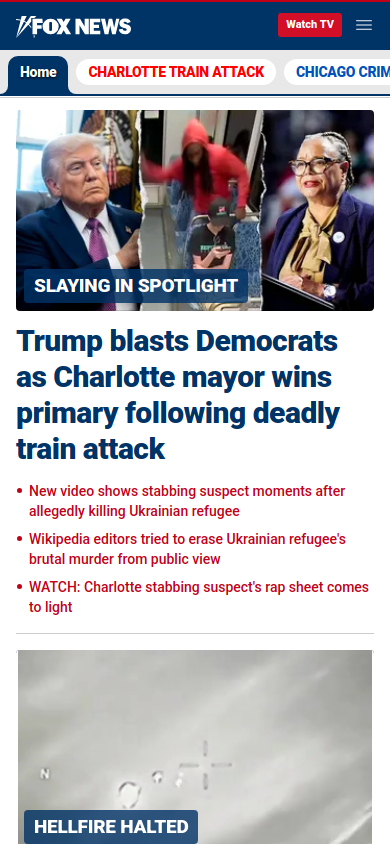 FOX NEWS
Watch TV
Home
CHARLOTTE TRAIN ATTACK
CHICAGO CRIM
SLAYING IN SPOTLIGHT
Trump blasts Democrats
as Charlotte mayor wins
primary following deadly
train attack
New video shows stabbing suspect moments after
allegedly killing Ukrainian refugee
Wikipedia editors tried to erase Ukrainian refugee's
brutal murder from public view
WATCH: Charlotte stabbing suspect's rap sheet comes
to light
N
HELLFIRE HALTED